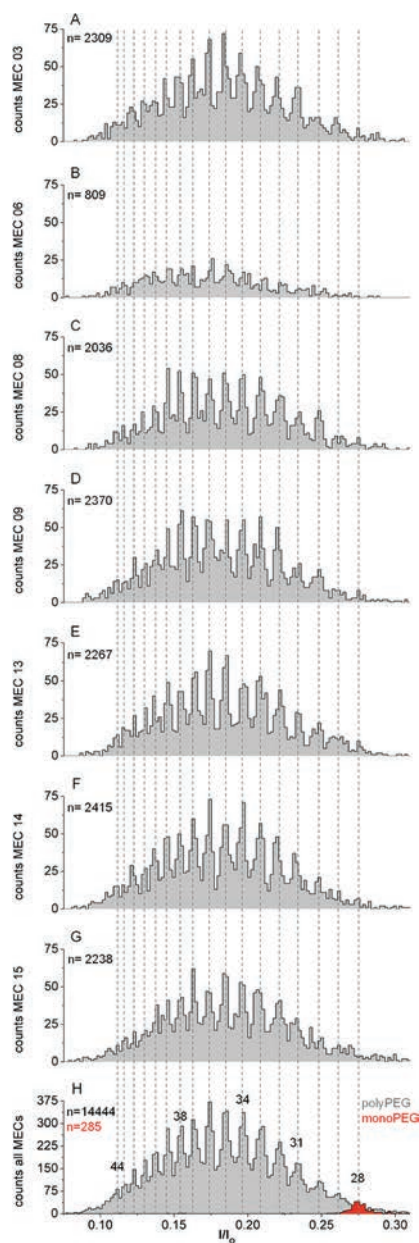 A
n= 2309
counts MEC 03
75
50
25
0
B
n= 809
counts MEC 06
75
50
25
0
C
n= 2036
counts MEC 08
75
50
25
0
D
n= 2370
counts MEC 09
75
50
25
0
E
n= 2267
counts MEC 13
75
50
25
0
F
n= 2415
counts MEC 14
75
50
25
0
G
n= 2238
counts MEC 15
75
50
25
0
H
n=14444
n=285
polyPEG
monoPEG
counts all MECs
375
300
225
150
75
0
44
38
34
31
28
0.10
0.15
0.20
0.25
0.30
I/I₀